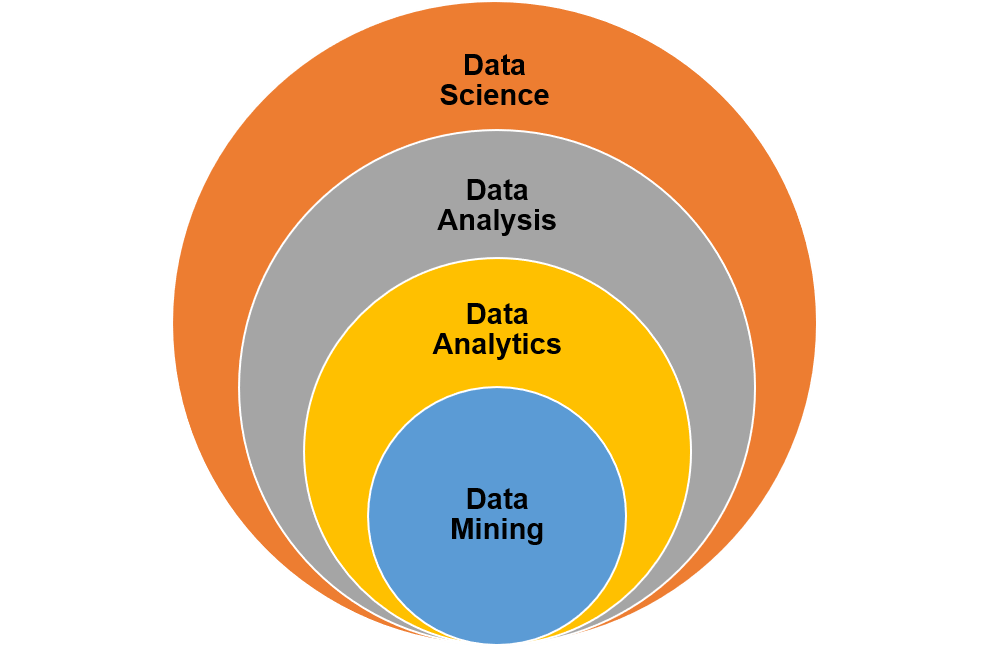 Data
Science
Data
Analysis
Data
Analytics
Data
Mining